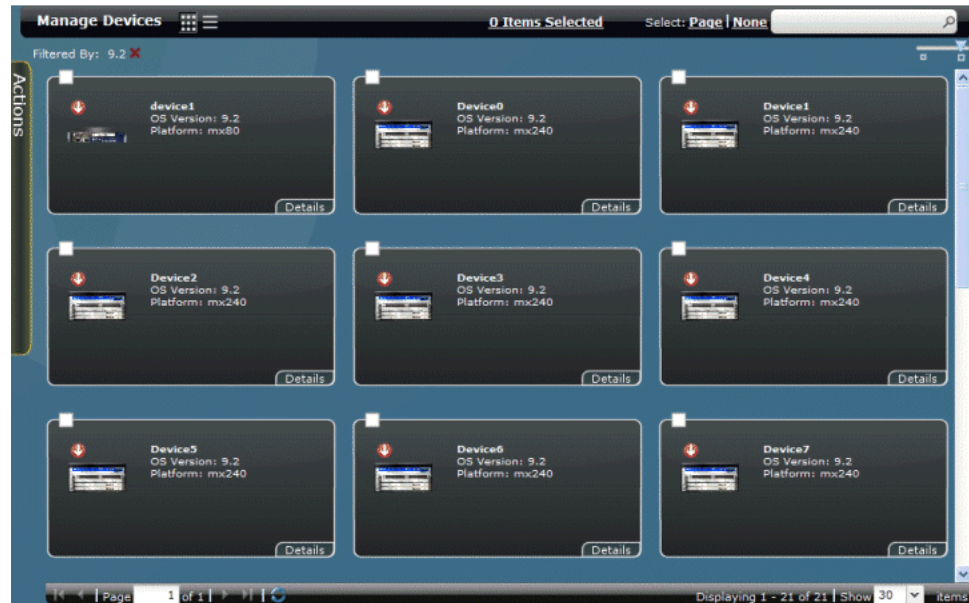 Manage Devices
0 Items Selected
Select: Page | None
Filtered By: 9.2
Actions
device1
OS Version: 9.2
Platform: mx80
Details
Device0
OS Version: 9.2
Platform: mx240
Details
Device1
OS Version: 9.2
Platform: mx240
Details
Device2
OS Version: 9.2
Platform: mx240
Details
Device3
OS Version: 9.2
Platform: mx240
Details
Device4
OS Version: 9.2
Platform: mx240
Details
Device5
OS Version: 9.2
Platform: mx240
Details
Device6
OS Version: 9.2
Platform: mx240
Details
Device7
OS Version: 9.2
Platform: mx240
Details
Page 1 of 1
Displaying 1 - 21 of 21 | Show 30 items